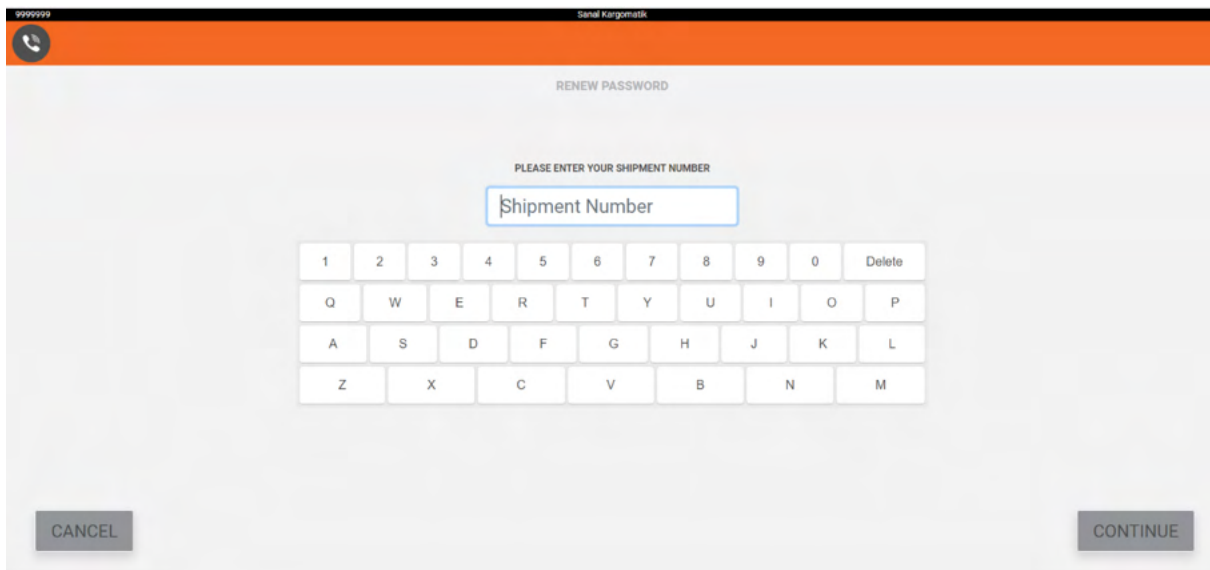 9999999 Sanal Kargomatik
RENEW PASSWORD
PLEASE ENTER YOUR SHIPMENT NUMBER
Shipment Number
1 2 3 4 5 6 7 8 9 0 Delete
Q W E R T Y U I O P
A S D F G H J K L
Z X C V B N M
CANCEL CONTINUE